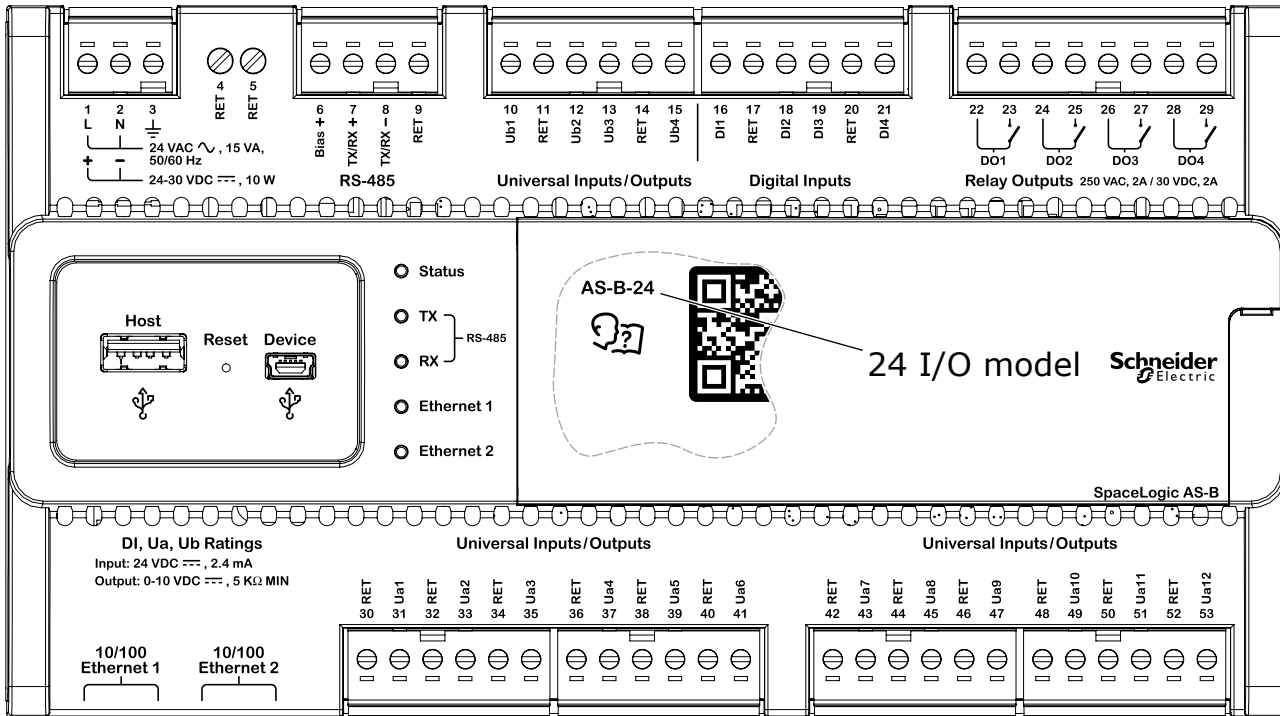 1 2 3 4 5 6 7 8 9 10 11 12 13 14 15 16 17 18 19 20 21 22 23 24 25 26 27 28 29
L N RET RET Bias + TX/RX + TX/RX − RET Ub1 RET Ub2 Ub3 RET Ub4 DI1 RET DI2 DI3 RET DI4
DO1 DO2 DO3 DO4
24 VAC ∿ , 15 VA,
50/60 Hz
+ −
24-30 VDC ⎓ , 10 W
RS-485
Universal Inputs/Outputs
Digital Inputs
Relay Outputs 250 VAC, 2A / 30 VDC, 2A
Host
Reset
Device
Status
TX
RX
RS-485
Ethernet 1
Ethernet 2
AS-B-24
?
24 I/O model
Schneider
Electric
SpaceLogic AS-B
DI, Ua, Ub Ratings
Input: 24 VDC ⎓ , 2.4 mA
Output: 0-10 VDC ⎓ , 5 KΩ MIN
Universal Inputs/Outputs
Universal Inputs/Outputs
RET Ua1 RET Ua2 RET Ua3 RET Ua4 RET Ua5 RET Ua6 RET Ua7 RET Ua8 RET Ua9 RET Ua10 RET Ua11 RET Ua12
30 31 32 33 34 35 36 37 38 39 40 41 42 43 44 45 46 47 48 49 50 51 52 53
10/100
Ethernet 1
10/100
Ethernet 2